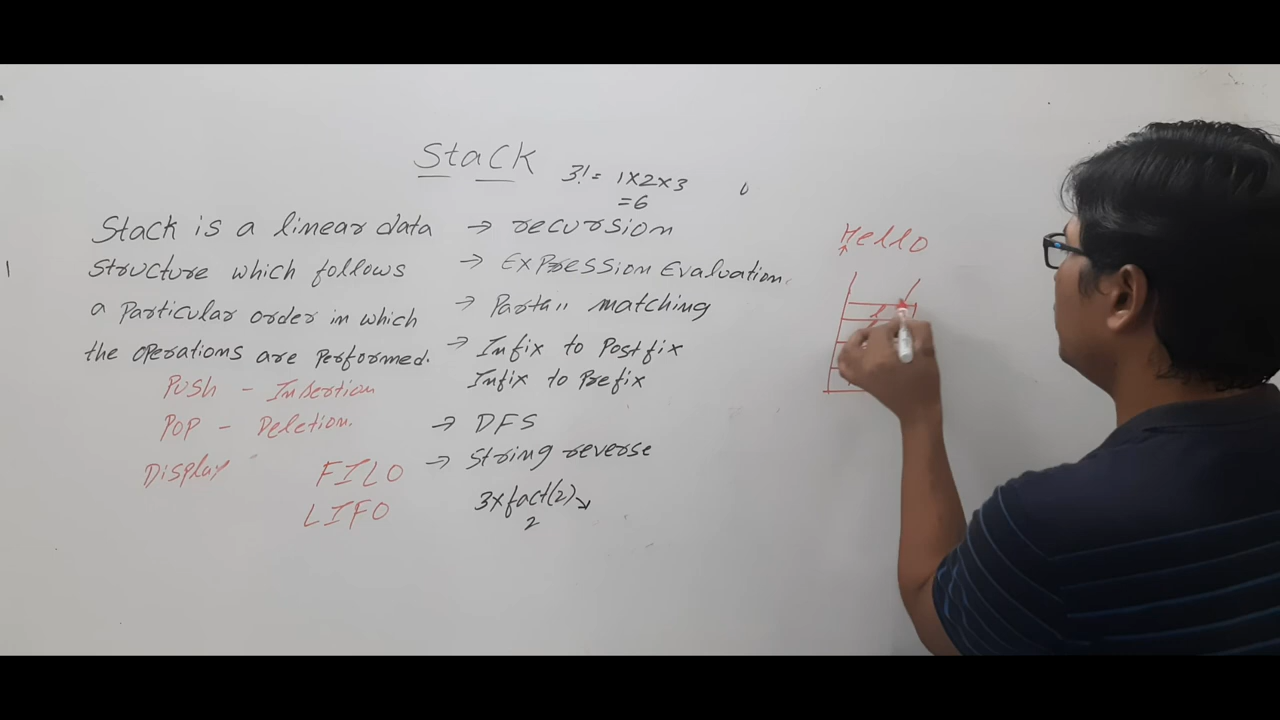 Stack
3! = 1x2x3
=6
Stack is a linear data
structure which follows
a particular order in which
the operations are performed.
Push - Insertion
Pop - Deletion.
Display
FILO
LIFO
→ recursion
→ Expression Evaluation.
→ matching
→ Infix to Postfix
Infix to Prefix
→ DFS
→ String reverse
3xfact(2)
2
Hello
l